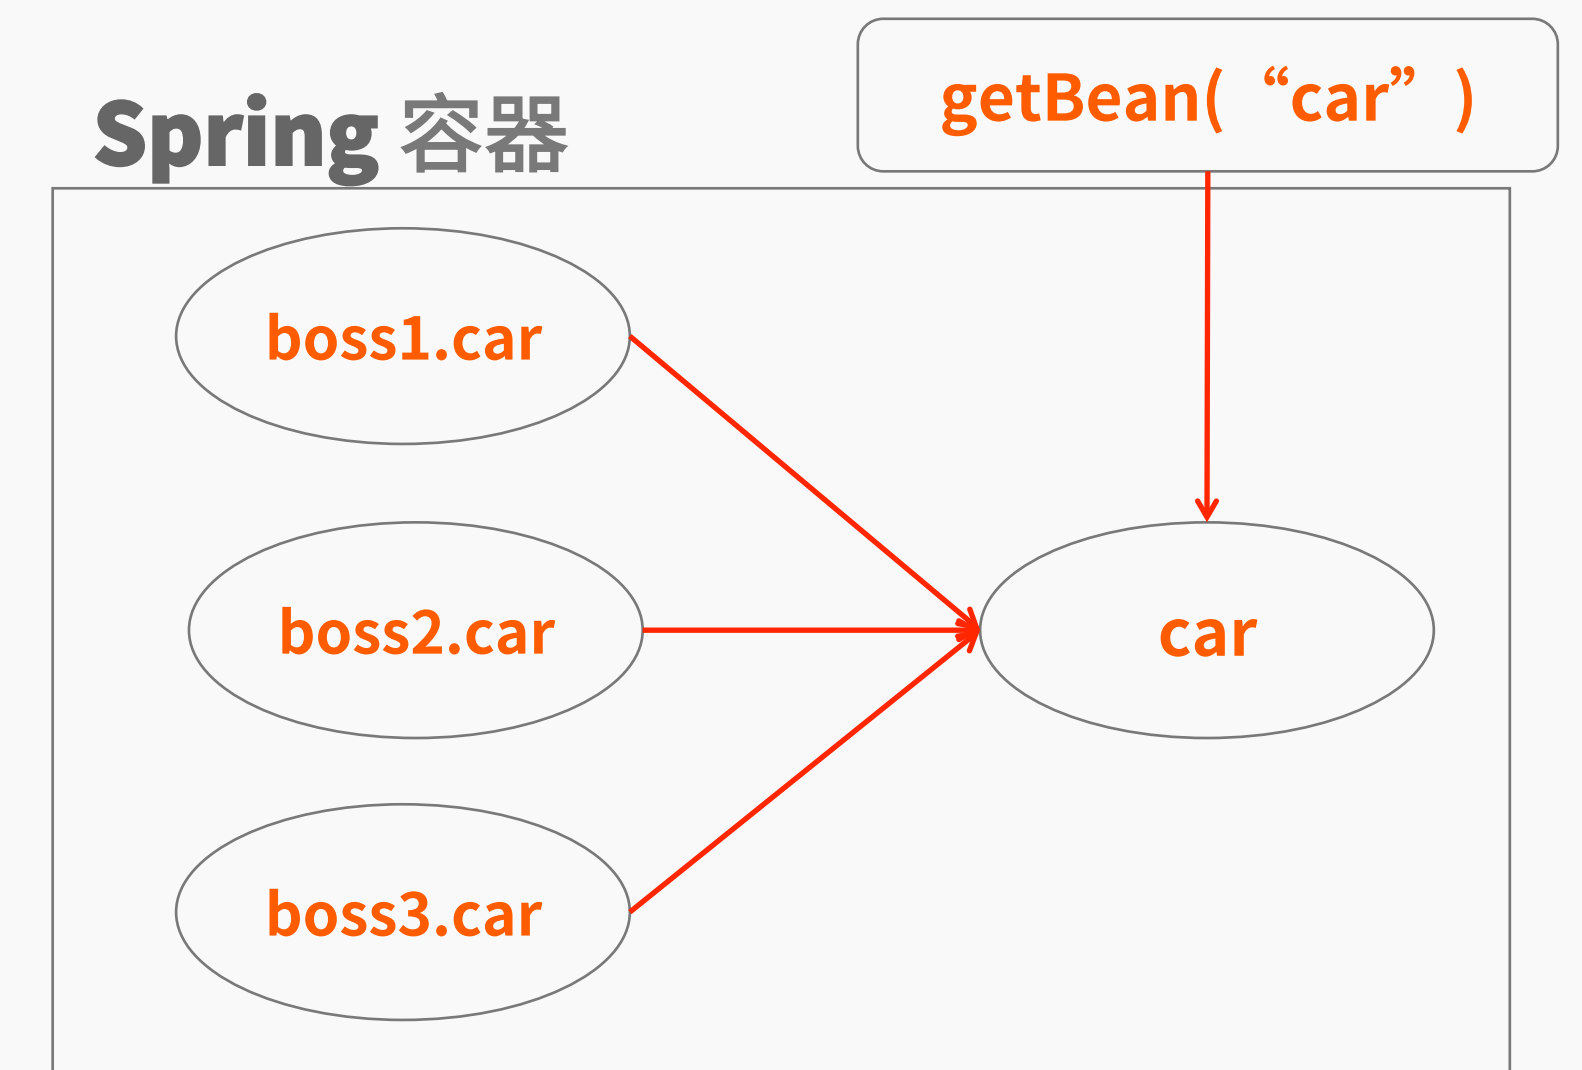 getBean( “car” )
Spring 容器
boss1.car
boss2.car
car
boss3.car